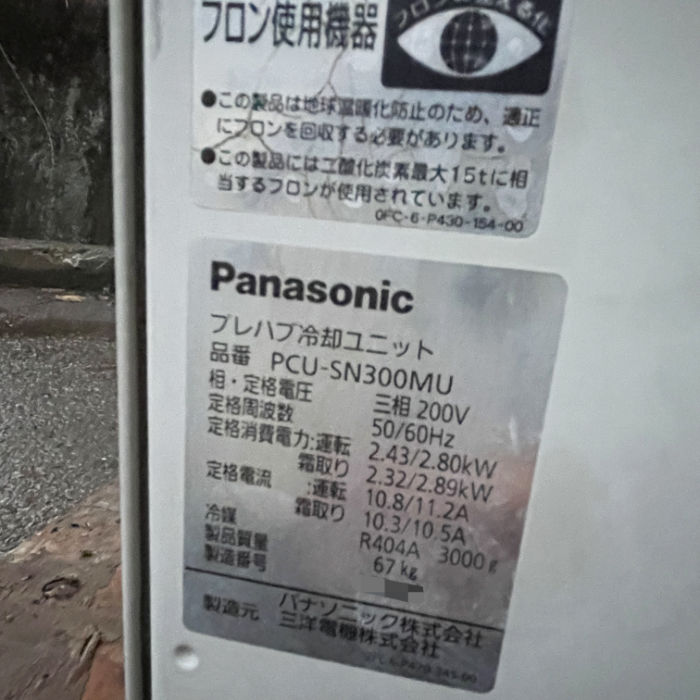 フロン使用機器
フロンに見える化
●この製品は地球温暖化防止のため、適正
にフロンを回収する必要があります。
●この製品には二酸化炭素最大15tに相
当するフロンが使用されています。
0FC-6-P430-154-00
Panasonic
プレハブ冷却ユニット
品番 PCU-SN300MU
相・定格電圧 三相 200V
定格周波数 50/60Hz
定格消費電力:運転 2.43/2.80kW
霜取り 2.32/2.89kW
定格電流 :運転 10.8/11.2A
霜取り 10.3/10.5A
冷媒 R404A 3000g
製品質量 67kg
製造番号
製造元 パナソニック株式会社
三洋電機株式会社